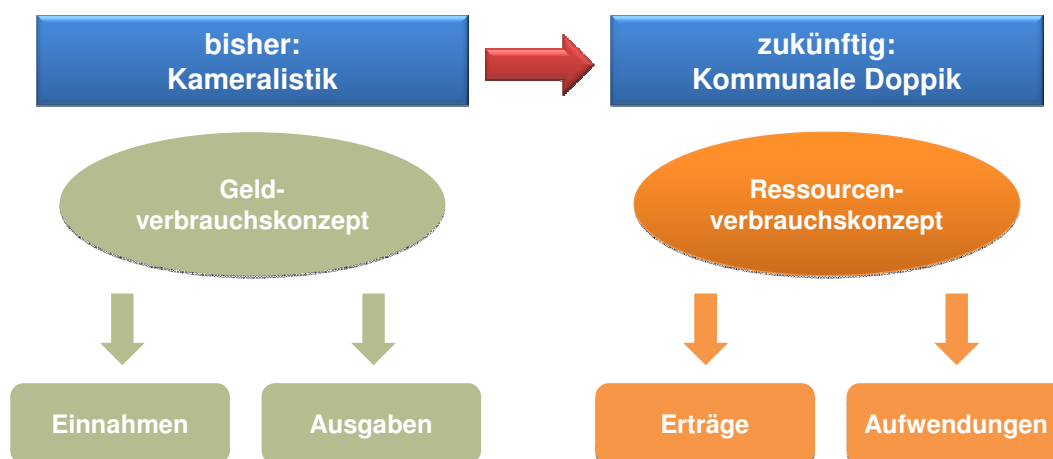 bisher:
Kameralistik
zukünftig:
Kommunale Doppik
Geld-
verbrauchskonzept
Ressourcen-
verbrauchskonzept
Einnahmen
Ausgaben
Erträge
Aufwendungen